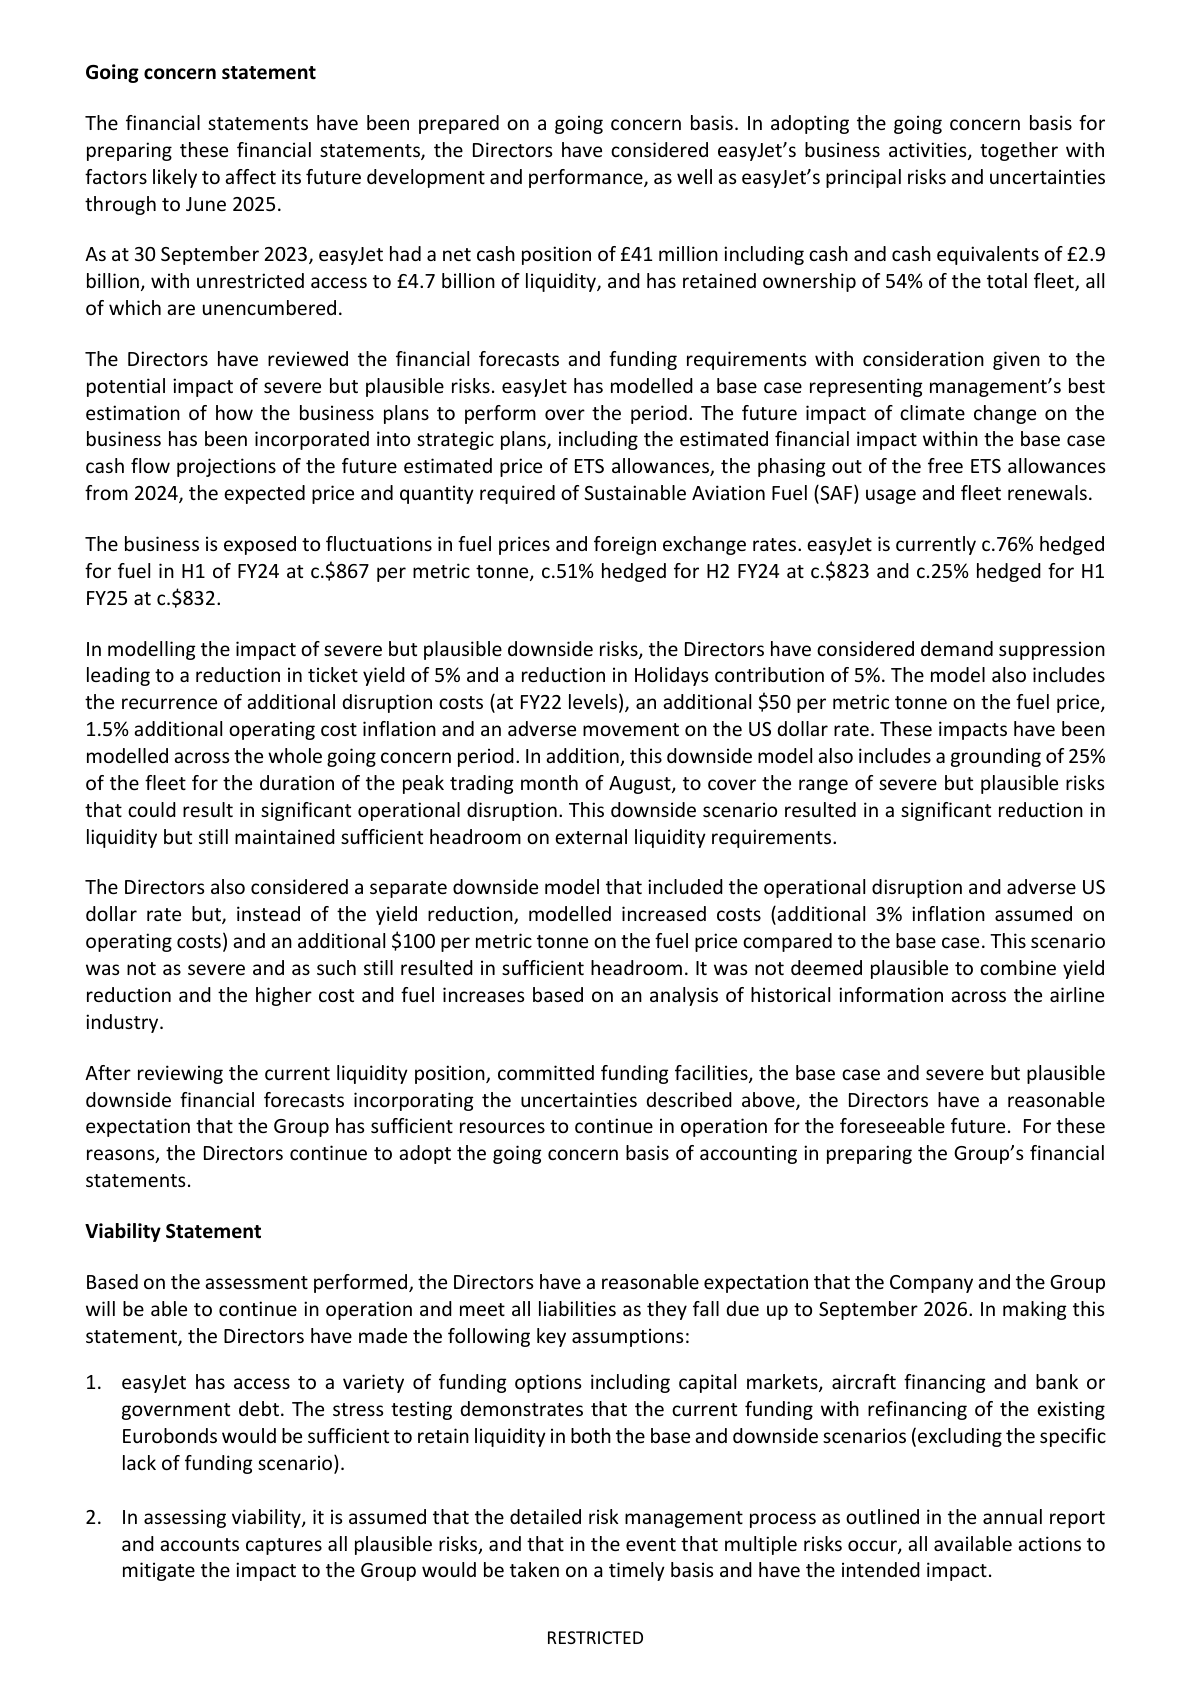 Going concern statement
The financial statements have been prepared on a going concern basis. In adopting the going concern basis for
preparing these financial statements, the Directors have considered easyJet’s business activities, together with
factors likely to affect its future development and performance, as well as easyJet’s principal risks and uncertainties
through to June 2025.
As at 30 September 2023, easyJet had a net cash position of £41 million including cash and cash equivalents of £2.9
billion, with unrestricted access to £4.7 billion of liquidity, and has retained ownership of 54% of the total fleet, all
of which are unencumbered.
The Directors have reviewed the financial forecasts and funding requirements with consideration given to the
potential impact of severe but plausible risks. easyJet has modelled a base case representing management’s best
estimation of how the business plans to perform over the period. The future impact of climate change on the
business has been incorporated into strategic plans, including the estimated financial impact within the base case
cash flow projections of the future estimated price of ETS allowances, the phasing out of the free ETS allowances
from 2024, the expected price and quantity required of Sustainable Aviation Fuel (SAF) usage and fleet renewals.
The business is exposed to fluctuations in fuel prices and foreign exchange rates. easyJet is currently c.76% hedged
for fuel in H1 of FY24 at c.$867 per metric tonne, c.51% hedged for H2 FY24 at c.$823 and c.25% hedged for H1
FY25 at c.$832.
In modelling the impact of severe but plausible downside risks, the Directors have considered demand suppression
leading to a reduction in ticket yield of 5% and a reduction in Holidays contribution of 5%. The model also includes
the recurrence of additional disruption costs (at FY22 levels), an additional $50 per metric tonne on the fuel price,
1.5% additional operating cost inflation and an adverse movement on the US dollar rate. These impacts have been
modelled across the whole going concern period. In addition, this downside model also includes a grounding of 25%
of the fleet for the duration of the peak trading month of August, to cover the range of severe but plausible risks
that could result in significant operational disruption. This downside scenario resulted in a significant reduction in
liquidity but still maintained sufficient headroom on external liquidity requirements.
The Directors also considered a separate downside model that included the operational disruption and adverse US
dollar rate but, instead of the yield reduction, modelled increased costs (additional 3% inflation assumed on
operating costs) and an additional $100 per metric tonne on the fuel price compared to the base case. This scenario
was not as severe and as such still resulted in sufficient headroom. It was not deemed plausible to combine yield
reduction and the higher cost and fuel increases based on an analysis of historical information across the airline
industry.
After reviewing the current liquidity position, committed funding facilities, the base case and severe but plausible
downside financial forecasts incorporating the uncertainties described above, the Directors have a reasonable
expectation that the Group has sufficient resources to continue in operation for the foreseeable future.  For these
reasons, the Directors continue to adopt the going concern basis of accounting in preparing the Group’s financial
statements.
Viability Statement
Based on the assessment performed, the Directors have a reasonable expectation that the Company and the Group
will be able to continue in operation and meet all liabilities as they fall due up to September 2026. In making this
statement, the Directors have made the following key assumptions:
1. easyJet has access to a variety of funding options including capital markets, aircraft financing and bank or
government debt. The stress testing demonstrates that the current funding with refinancing of the existing
Eurobonds would be sufficient to retain liquidity in both the base and downside scenarios (excluding the specific
lack of funding scenario).
2. In assessing viability, it is assumed that the detailed risk management process as outlined in the annual report
and accounts captures all plausible risks, and that in the event that multiple risks occur, all available actions to
mitigate the impact to the Group would be taken on a timely basis and have the intended impact.
RESTRICTED